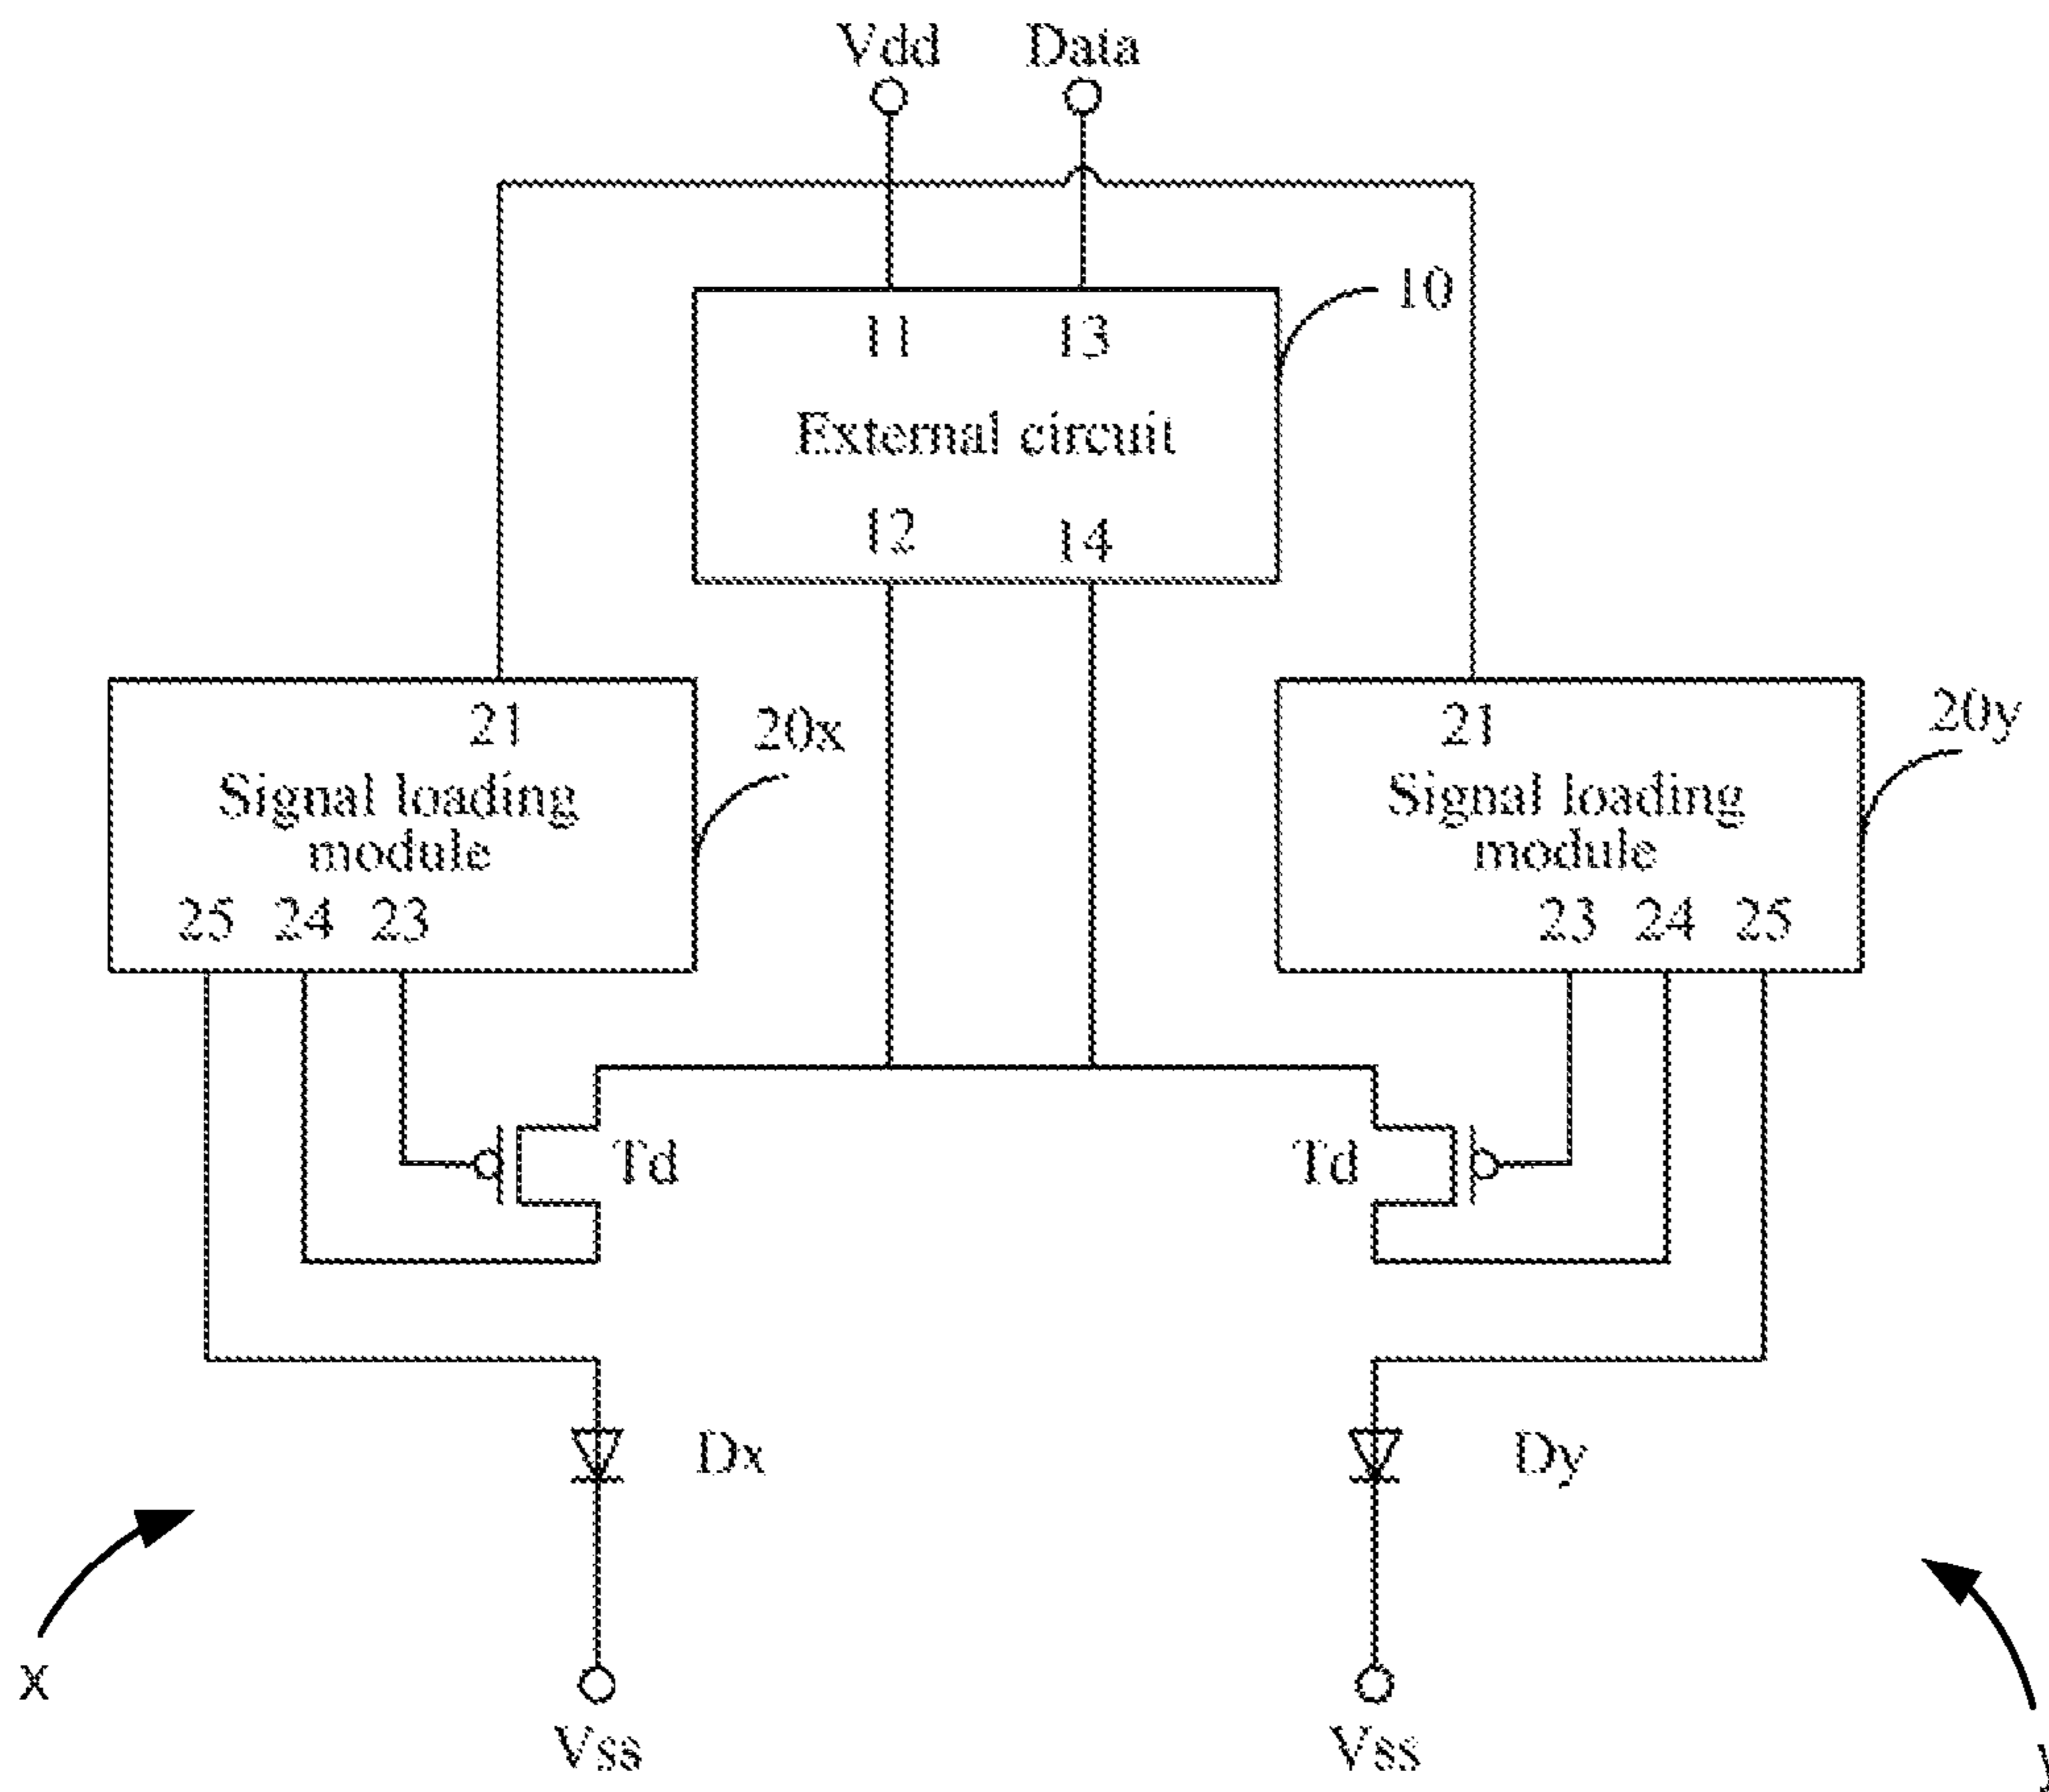 Vdd Data
10
11 13
External circuit
12 14
21
20x
Signal loading
module
25 24 23
21
20y
Signal loading
module
23 24 25
Td
Td
Dx
Dy
x
Vss
Vss